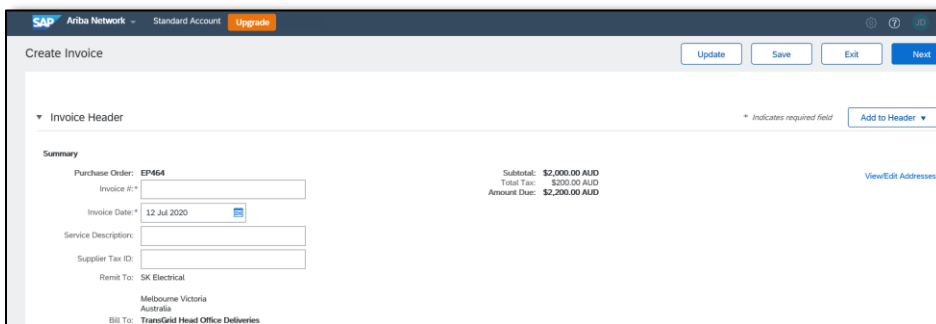 SAP Ariba Network Standard Account Upgrade ? JD
Create Invoice Update Save Exit Next
▼ Invoice Header * Indicates required field Add to Header ▼
Summary
Purchase Order: EP464
Invoice #:*
Invoice Date:* 12 Jul 2020
Service Description:
Supplier Tax ID:
Remit To: SK Electrical
Melbourne Victoria
Australia
Bill To: TransGrid Head Office Deliveries
Subtotal: $2,000.00 AUD
Total Tax: $200.00 AUD
Amount Due: $2,200.00 AUD
View/Edit Addresses